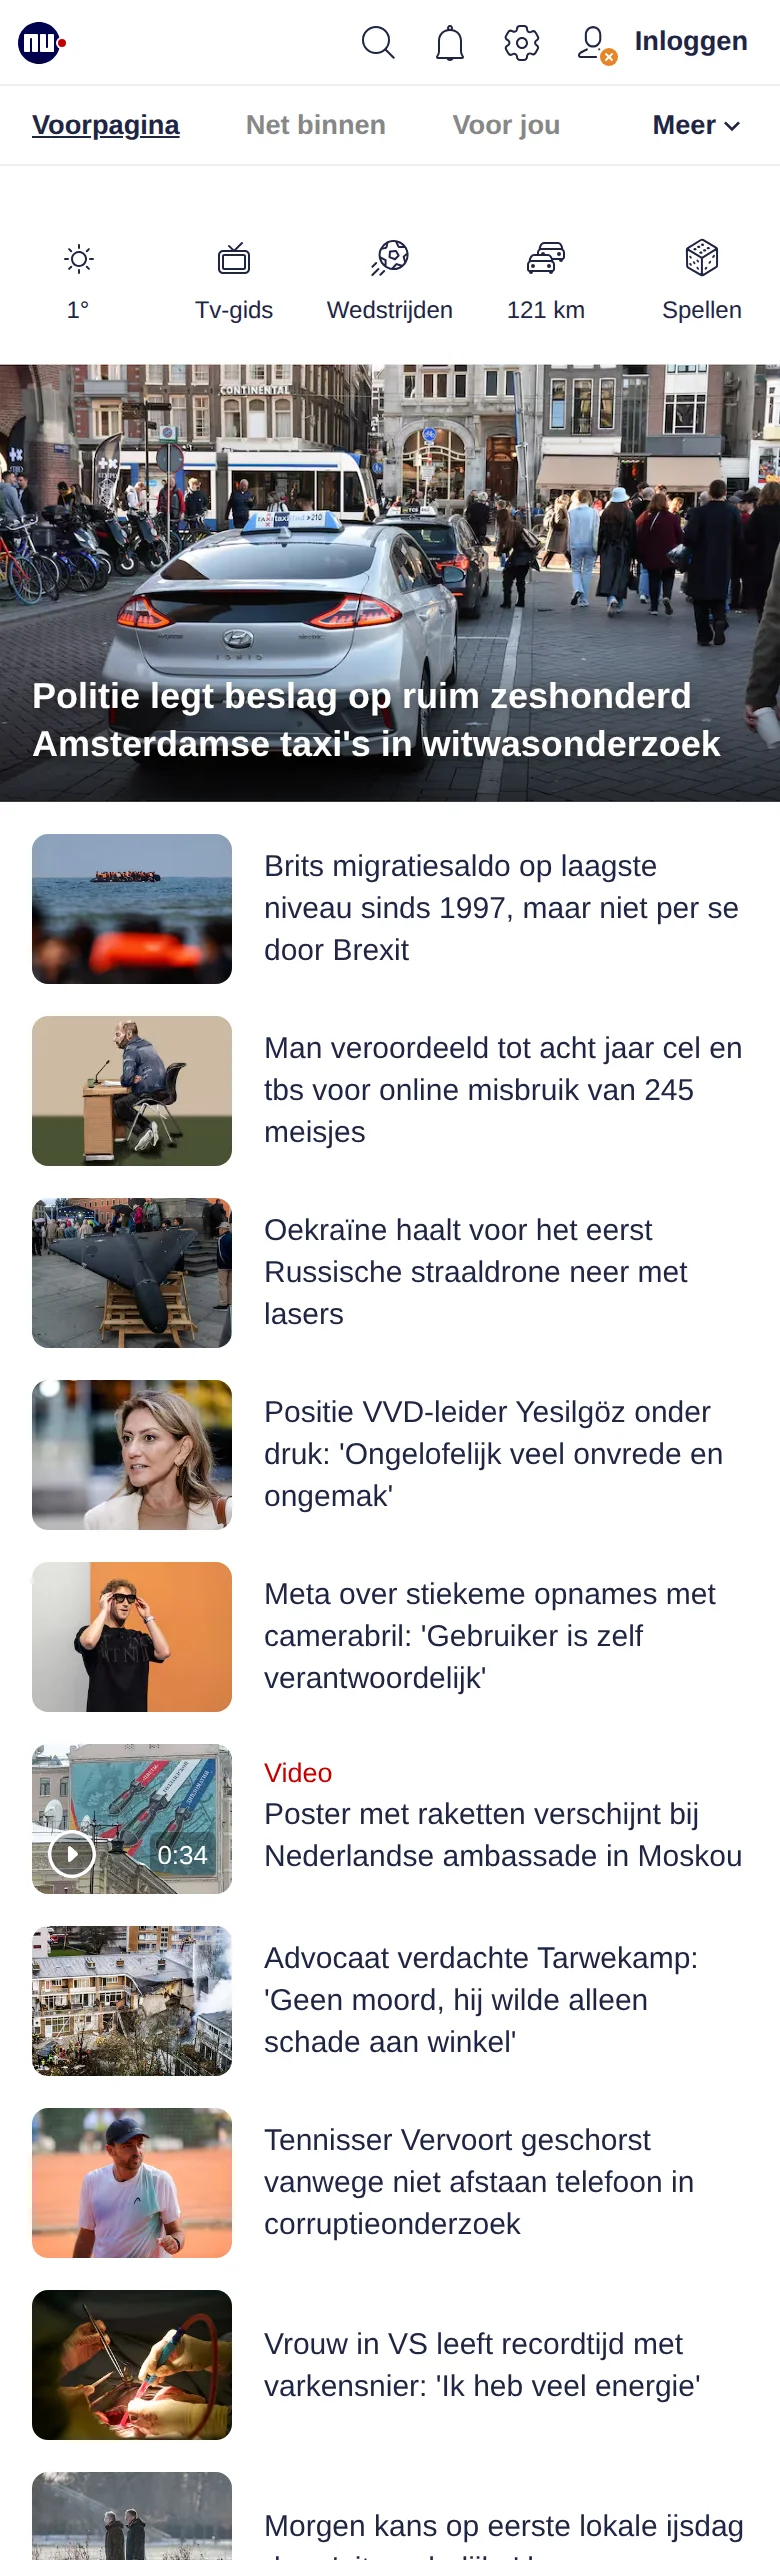 nu
Inloggen
Voorpagina
Net binnen
Voor jou
Meer
1°
Tv-gids
Wedstrijden
121 km
Spellen
CONTINENTAL
TAXI
IONIQ
Politie legt beslag op ruim zeshonderd
Amsterdamse taxi's in witwasonderzoek
Brits migratiesaldo op laagste
niveau sinds 1997, maar niet per se
door Brexit
Man veroordeeld tot acht jaar cel en
tbs voor online misbruik van 245
meisjes
Oekraïne haalt voor het eerst
Russische straaldrone neer met
lasers
Positie VVD-leider Yesilgöz onder
druk: 'Ongelofelijk veel onvrede en
ongemak'
Meta over stiekeme opnames met
camerabril: 'Gebruiker is zelf
verantwoordelijk'
0:34
Video
Poster met raketten verschijnt bij
Nederlandse ambassade in Moskou
Advocaat verdachte Tarwekamp:
'Geen moord, hij wilde alleen
schade aan winkel'
Tennisser Vervoort geschorst
vanwege niet afstaan telefoon in
corruptieonderzoek
Vrouw in VS leeft recordtijd met
varkensnier: 'Ik heb veel energie'
Morgen kans op eerste lokale ijsdag